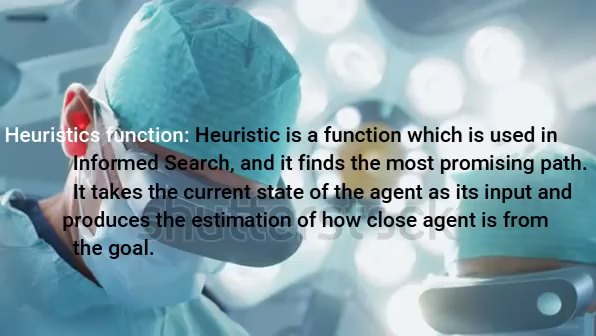 Heuristics function: Heuristic is a function which is used in
Informed Search, and it finds the most promising path.
It takes the current state of the agent as its input and
produces the estimation of how close agent is from
the goal.
shutterstock